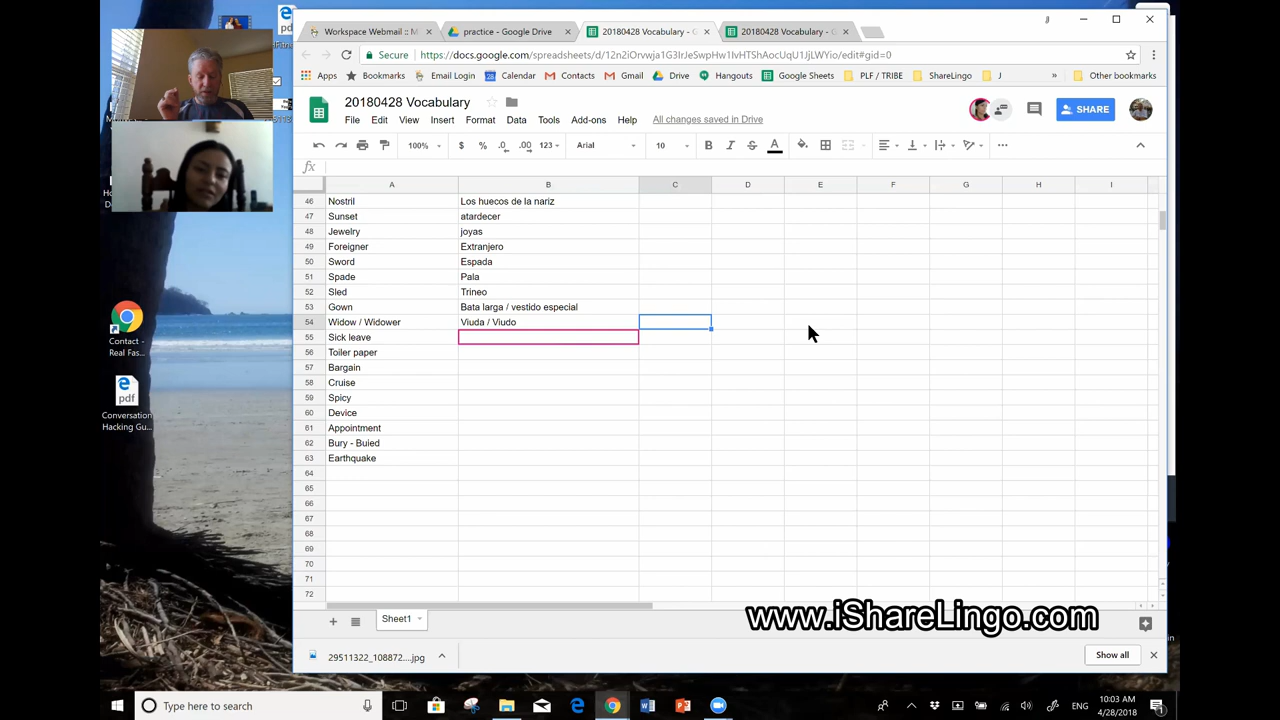 Workspace Webmail :: M
practice - Google Drive
20180428 Vocabulary - G
20180428 Vocabulary - G
Secure
https://docs.google.com/spreadsheets/d/12n2iOrvwja1G3IrJeSwpHw1IvHTShAocUqU1JjLWYio/edit#gid=0
Apps
Bookmarks
Email Login
28 Calendar
Contacts
Gmail
Drive
Hangouts
Google Sheets
PLF / TRIBE
ShareLingo
J
»
Other bookmarks
20180428 Vocabulary
File Edit View Insert Format Data Tools Add-ons Help
All changes saved in Drive
SHARE
100% $ % .0 .00 123 Arial 10 B I S A
fx
A B C D E F G H I
46 Nostril Los huecos de la nariz
47 Sunset atardecer
48 Jewelry joyas
49 Foreigner Extranjero
50 Sword Espada
51 Spade Pala
52 Sled Trineo
53 Gown Bata larga / vestido especial
54 Widow / Widower Viuda / Viudo
55 Sick leave
56 Toiler paper
57 Bargain
58 Cruise
59 Spicy
60 Device
61 Appointment
62 Bury - Buied
63 Earthquake
64
65
66
67
68
69
70
71
72
Sheet1
www.iShareLingo.com
29511322_108872....jpg
Show all
Contact -
Real Fas...
pdf
Conversation
Hacking Gu...
Type here to search
ENG
10:03 AM
4/28/2018